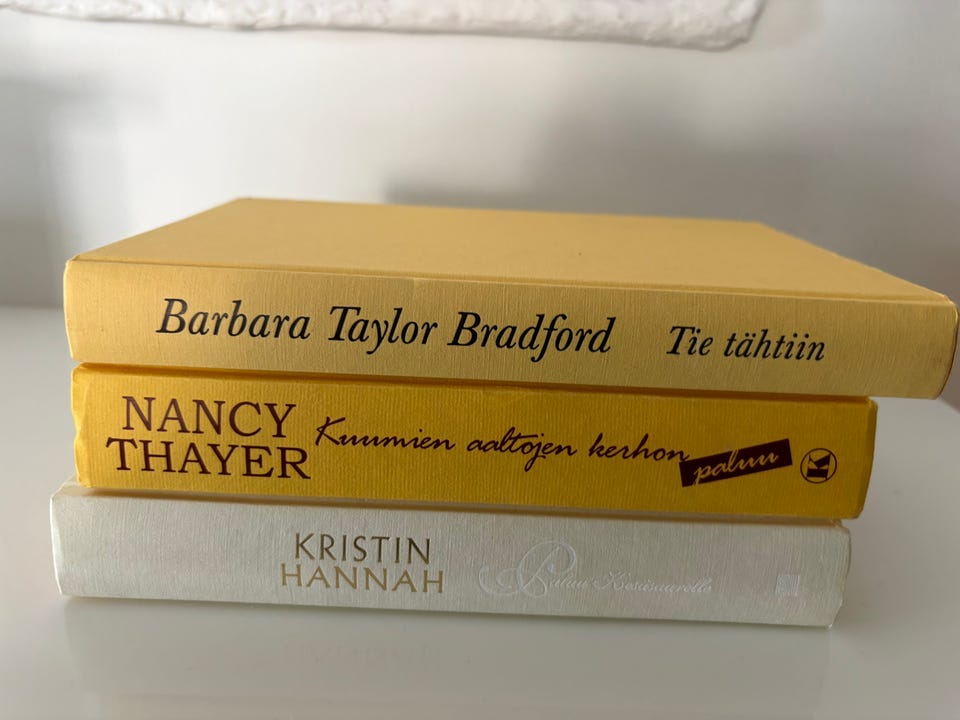 Barbara Taylor Bradford Tie tähtiin
NANCY
THAYER
Kuumien aaltojen kerhon
paluu
KRISTIN
HANNAH
Paluu Kesäsaarelle